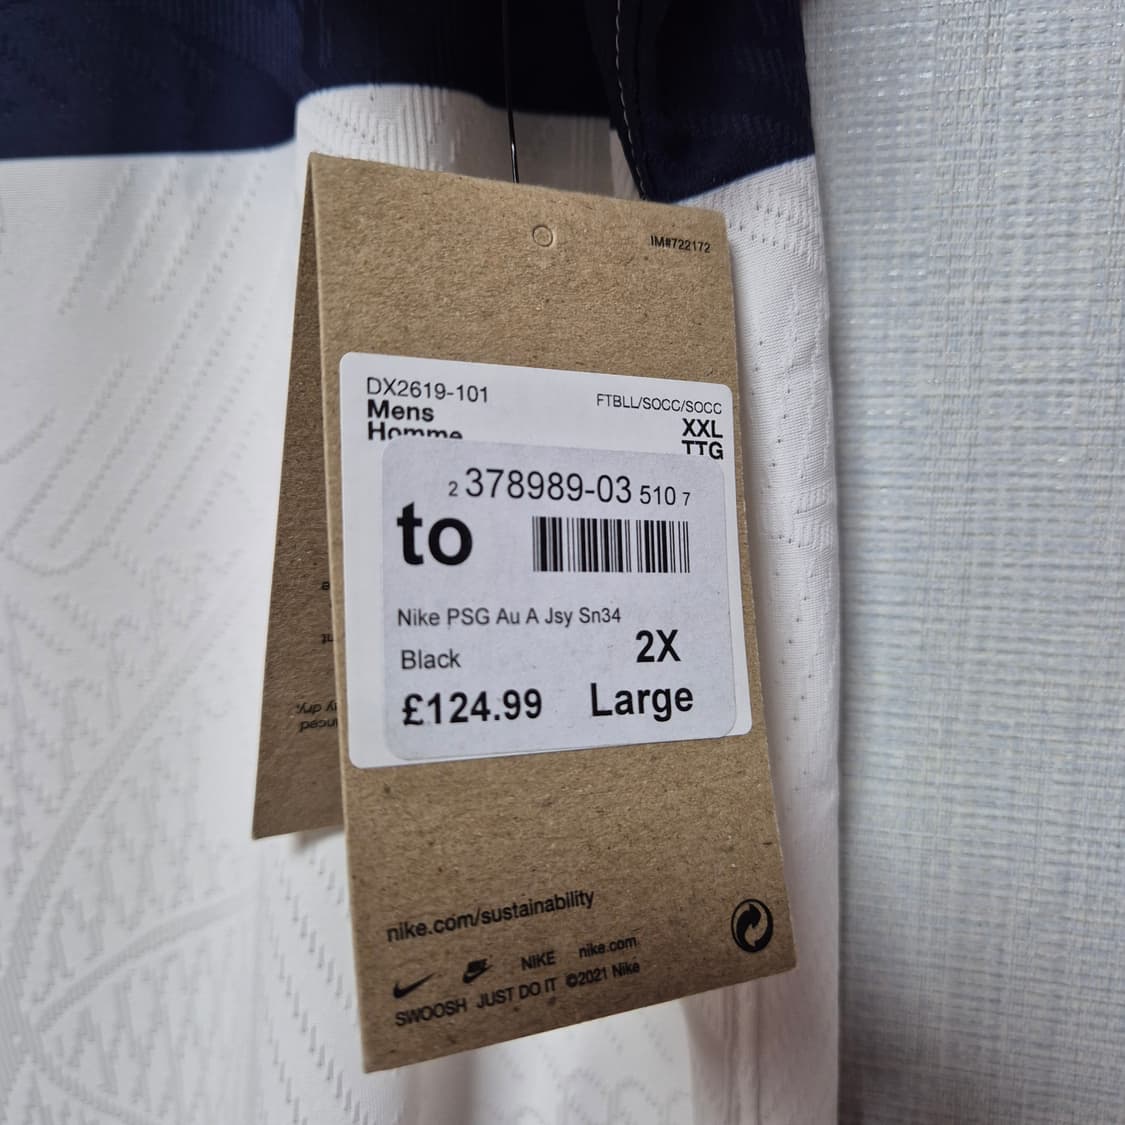 IM#722172
DX2619-101
FTBLL/SOCC/SOCC
Mens
XXL
Homme
TTG
2 378989-03 510 7
to
Nike PSG Au A Jsy Sn34
Black
2X
£124.99
Large
nike.com/sustainability
NIKE nike.com
SWOOSH JUST DO IT ©2021 Nike